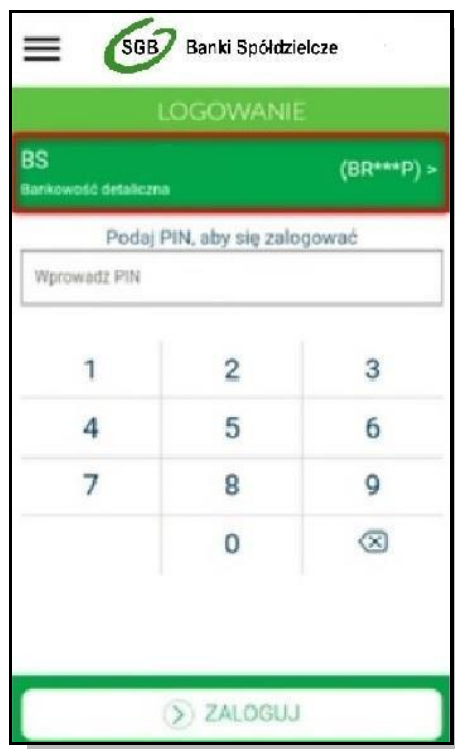 SGB Banki Spółdzielcze
LOGOWANIE
BS
(BR***P) >
Bankowość detaliczna
Podaj PIN, aby się zalogować
Wprowadź PIN
1 2 3
4 5 6
7 8 9
0
ZALOGUJ